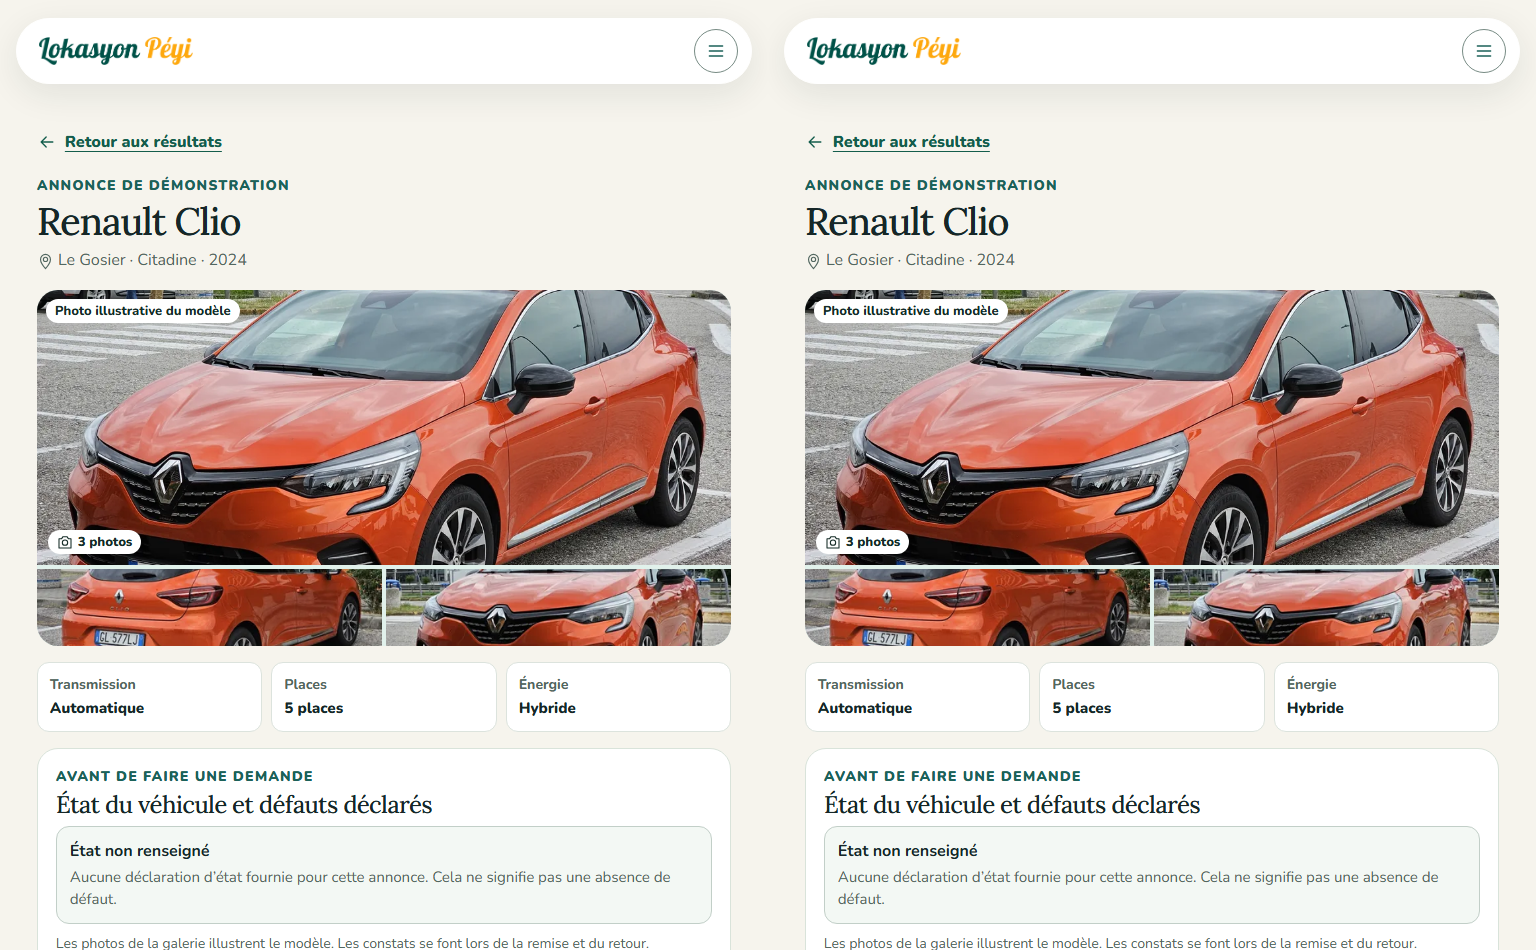 Lokasyon Péyi
Retour aux résultats
ANNONCE DE DÉMONSTRATION
Renault Clio
Le Gosier · Citadine · 2024
Photo illustrative du modèle
3 photos
GL 577LJ
Transmission
Automatique
Places
5 places
Énergie
Hybride
AVANT DE FAIRE UNE DEMANDE
État du véhicule et défauts déclarés
État non renseigné
Aucune déclaration d’état fournie pour cette annonce. Cela ne signifie pas une absence de
défaut.
Les photos de la galerie illustrent le modèle. Les constats se font lors de la remise et du retour.
Lokasyon Péyi
Retour aux résultats
ANNONCE DE DÉMONSTRATION
Renault Clio
Le Gosier · Citadine · 2024
Photo illustrative du modèle
3 photos
GL 577LJ
Transmission
Automatique
Places
5 places
Énergie
Hybride
AVANT DE FAIRE UNE DEMANDE
État du véhicule et défauts déclarés
État non renseigné
Aucune déclaration d’état fournie pour cette annonce. Cela ne signifie pas une absence de
défaut.
Les photos de la galerie illustrent le modèle. Les constats se font lors de la remise et du retour.